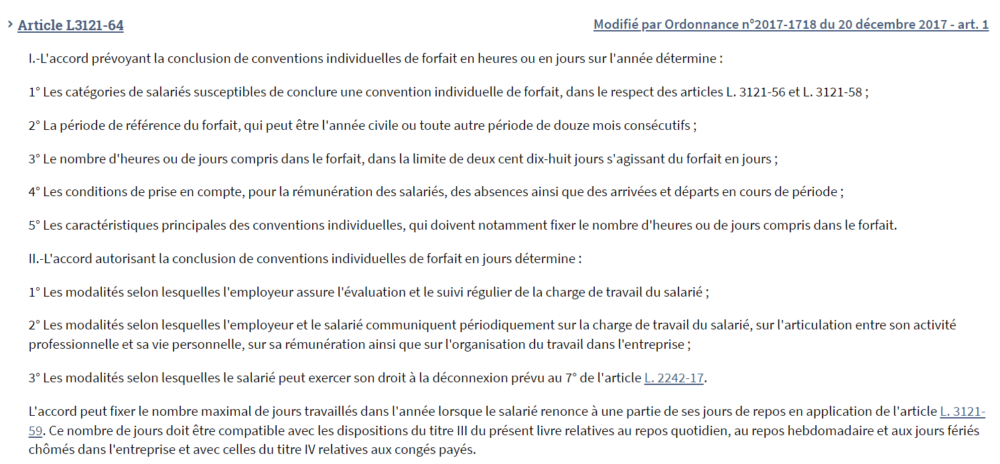 Article L3121-64
Modifié par Ordonnance n°2017-1718 du 20 décembre 2017 - art. 1
I.-L'accord prévoyant la conclusion de conventions individuelles de forfait en heures ou en jours sur l'année détermine :
1° Les catégories de salariés susceptibles de conclure une convention individuelle de forfait, dans le respect des articles L. 3121-56 et L. 3121-58 ;
2° La période de référence du forfait, qui peut être l'année civile ou toute autre période de douze mois consécutifs ;
3° Le nombre d'heures ou de jours compris dans le forfait, dans la limite de deux cent dix-huit jours s'agissant du forfait en jours ;
4° Les conditions de prise en compte, pour la rémunération des salariés, des absences ainsi que des arrivées et départs en cours de période ;
5° Les caractéristiques principales des conventions individuelles, qui doivent notamment fixer le nombre d'heures ou de jours compris dans le forfait.
II.-L'accord autorisant la conclusion de conventions individuelles de forfait en jours détermine :
1° Les modalités selon lesquelles l'employeur assure l'évaluation et le suivi régulier de la charge de travail du salarié ;
2° Les modalités selon lesquelles l'employeur et le salarié communiquent périodiquement sur la charge de travail du salarié, sur l'articulation entre son activité
professionnelle et sa vie personnelle, sur sa rémunération ainsi que sur l'organisation du travail dans l'entreprise ;
3° Les modalités selon lesquelles le salarié peut exercer son droit à la déconnexion prévu au 7° de l'article L. 2242-17.
L'accord peut fixer le nombre maximal de jours travaillés dans l'année lorsque le salarié renonce à une partie de ses jours de repos en application de l'article L. 3121-
59. Ce nombre de jours doit être compatible avec les dispositions du titre III du présent livre relatives au repos quotidien, au repos hebdomadaire et aux jours fériés
chômés dans l'entreprise et avec celles du titre IV relatives aux congés payés.